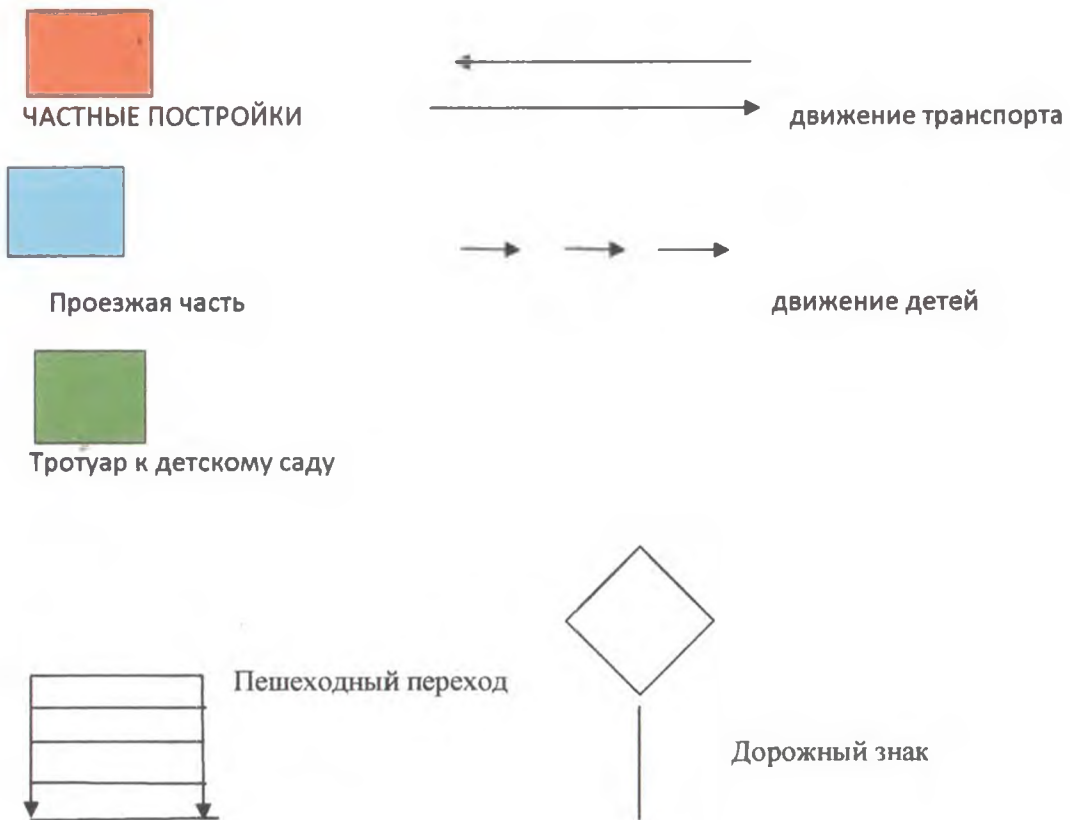 ЧАСТНЫЕ ПОСТРОЙКИ
движение транспорта
Проезжая часть
движение детей
Тротуар к детскому саду
Пешеходный переход
Дорожный знак